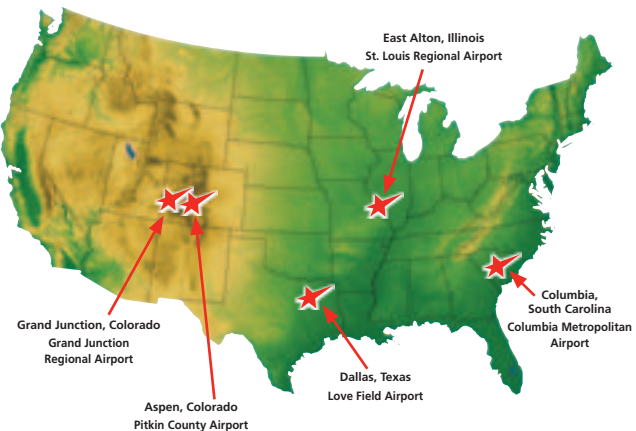 East Alton, Illinois
St. Louis Regional Airport
Columbia,
South Carolina
Columbia Metropolitan
Airport
Grand Junction, Colorado
Grand Junction
Regional Airport
Dallas, Texas
Love Field Airport
Aspen, Colorado
Pitkin County Airport